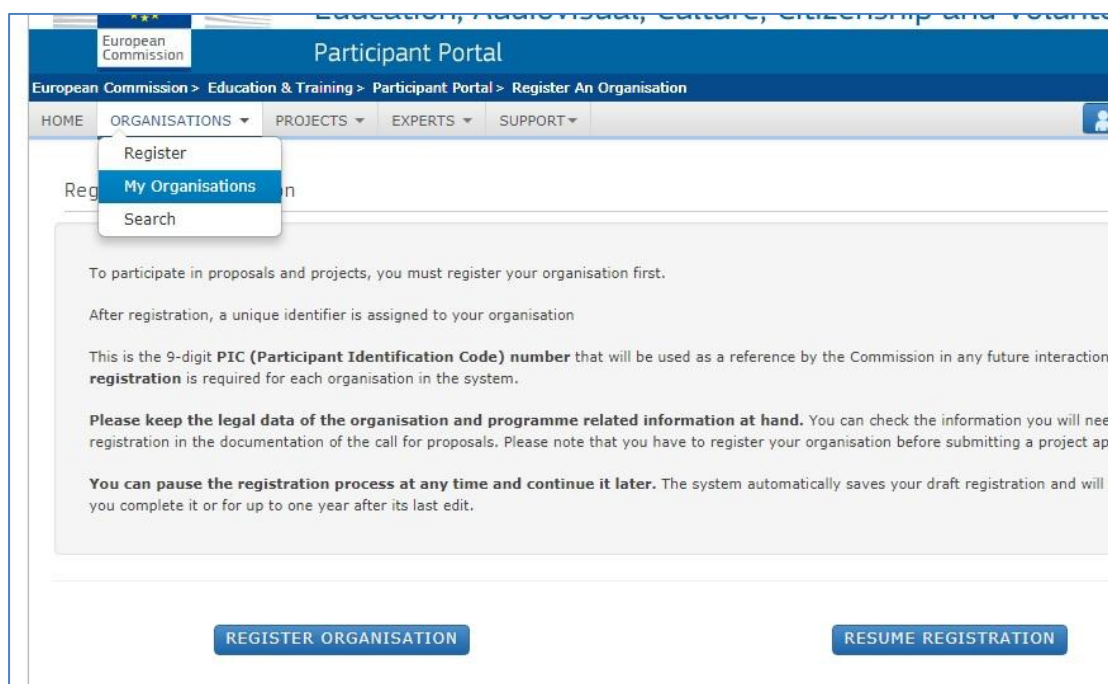 Education, Audiovisual, Culture, Citizenship and
European
Commission
Participant Portal
European Commission > Education & Training > Participant Portal > Register An Organisation
HOME ORGANISATIONS PROJECTS EXPERTS SUPPORT
Register
My Organisations
Search
To participate in proposals and projects, you must register your organisation first.
After registration, a unique identifier is assigned to your organisation
This is the 9-digit PIC (Participant Identification Code) number that will be used as a reference by the Commission in any future interaction
registration is required for each organisation in the system.
Please keep the legal data of the organisation and programme related information at hand. You can check the information you will
registration in the documentation of the call for proposals. Please note that you have to register your organisation before submitting a project
You can pause the registration process at any time and continue it later. The system automatically saves your draft registration and will
you complete it or for up to one year after its last edit.
REGISTER ORGANISATION RESUME REGISTRATION